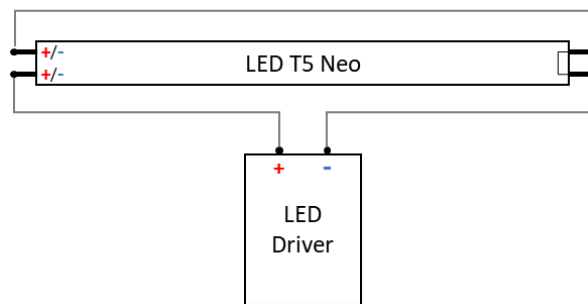 +/-
LED T5 Neo
+/-
+ -
LED
Driver